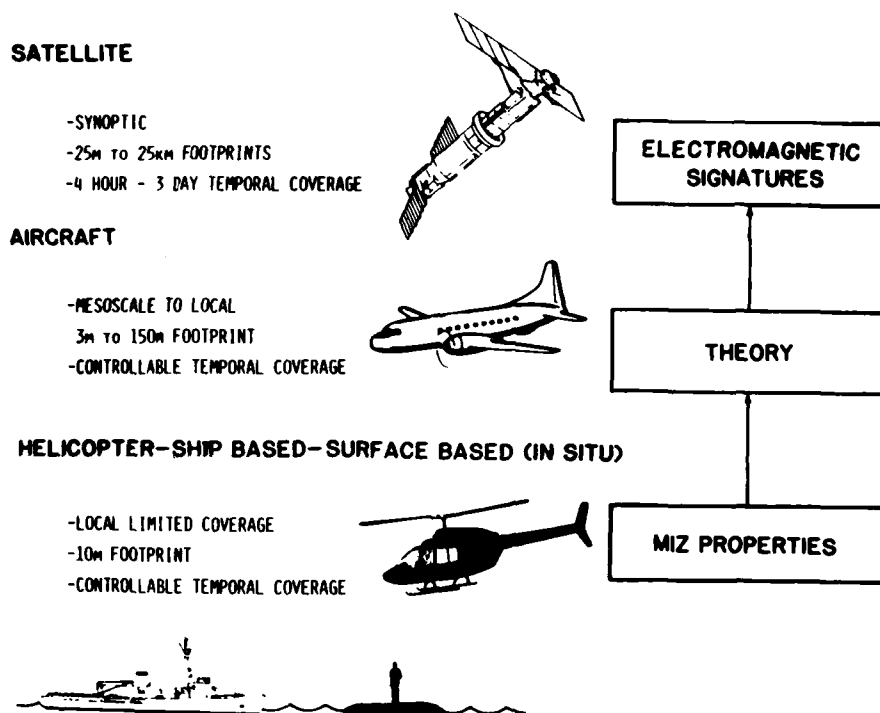 SATELLITE
-SYNOPTIC
-25M TO 25KM FOOTPRINTS
-4 HOUR - 3 DAY TEMPORAL COVERAGE
AIRCRAFT
-MESOSCALE TO LOCAL
3M TO 150M FOOTPRINT
-CONTROLLABLE TEMPORAL COVERAGE
HELICOPTER-SHIP BASED-SURFACE BASED (IN SITU)
-LOCAL LIMITED COVERAGE
-10M FOOTPRINT
-CONTROLLABLE TEMPORAL COVERAGE
ELECTROMAGNETIC
SIGNATURES
THEORY
MIZ PROPERTIES